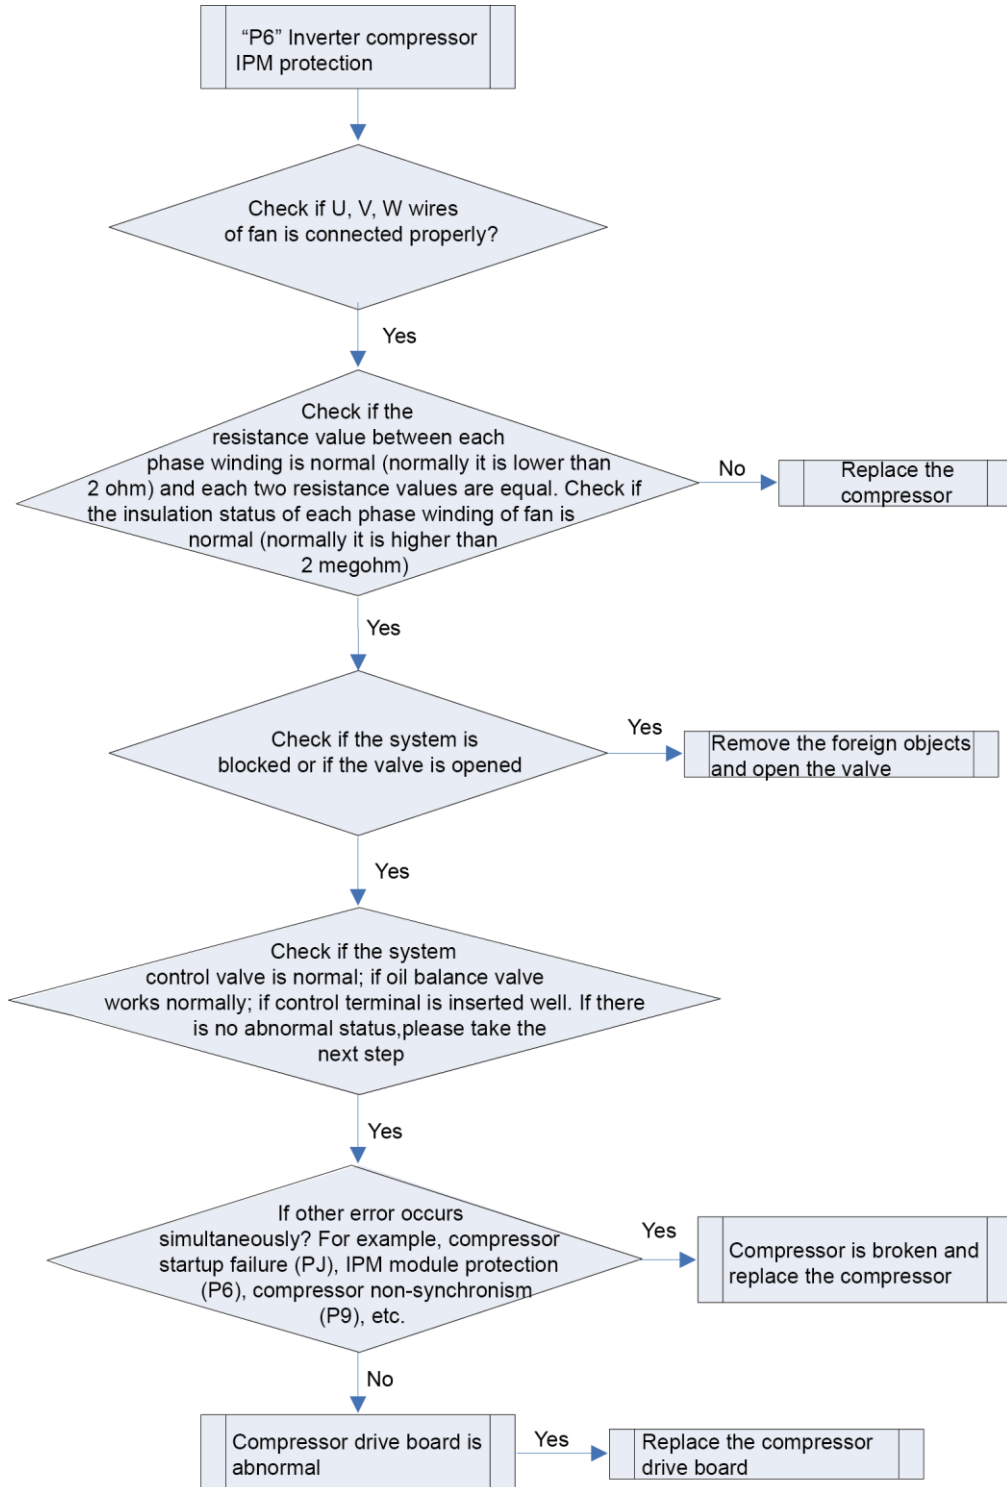 “P6” Inverter compressor
IPM protection
Check if U, V, W wires
of fan is connected properly?
Yes
Check if the
resistance value between each
phase winding is normal (normally it is lower than
2 ohm) and each two resistance values are equal. Check if
the insulation status of each phase winding of fan is
normal (normally it is higher than
2 megohm)
No
Replace the
compressor
Yes
Check if the system is
blocked or if the valve is opened
Yes
Remove the foreign objects
and open the valve
Yes
Check if the system
control valve is normal; if oil balance valve
works normally; if control terminal is inserted well. If there
is no abnormal status,please take the
next step
Yes
If other error occurs
simultaneously? For example, compressor
startup failure (PJ), IPM module protection
(P6), compressor non-synchronism
(P9), etc.
Yes
Compressor is broken and
replace the compressor
No
Compressor drive board is
abnormal
Yes
Replace the compressor
drive board